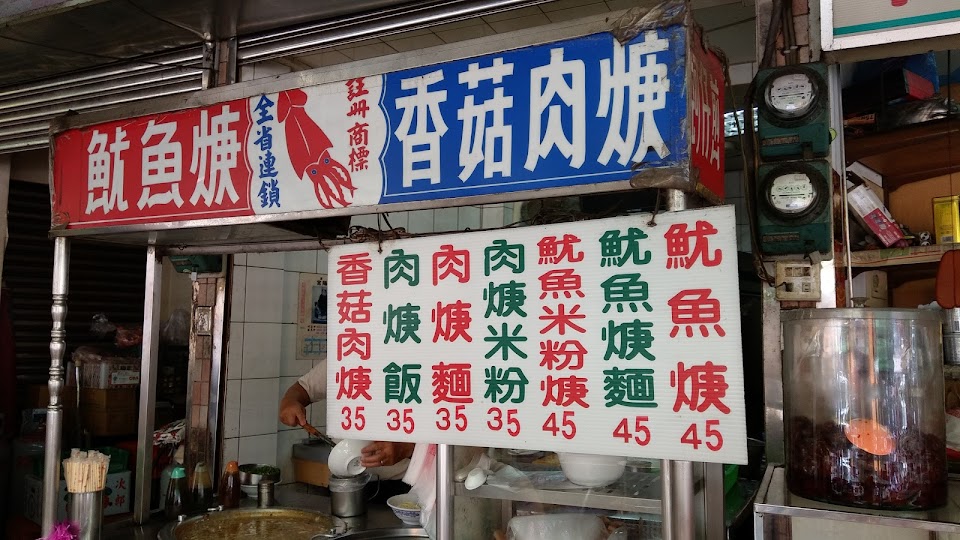 魷魚焿
全省連鎖
註冊商標
香菇肉焿
魷魚焿 45
魷魚焿麵 45
魷魚米粉焿 45
肉焿米粉 35
肉焿麵 35
肉焿飯 35
香菇肉焿 35
次郎